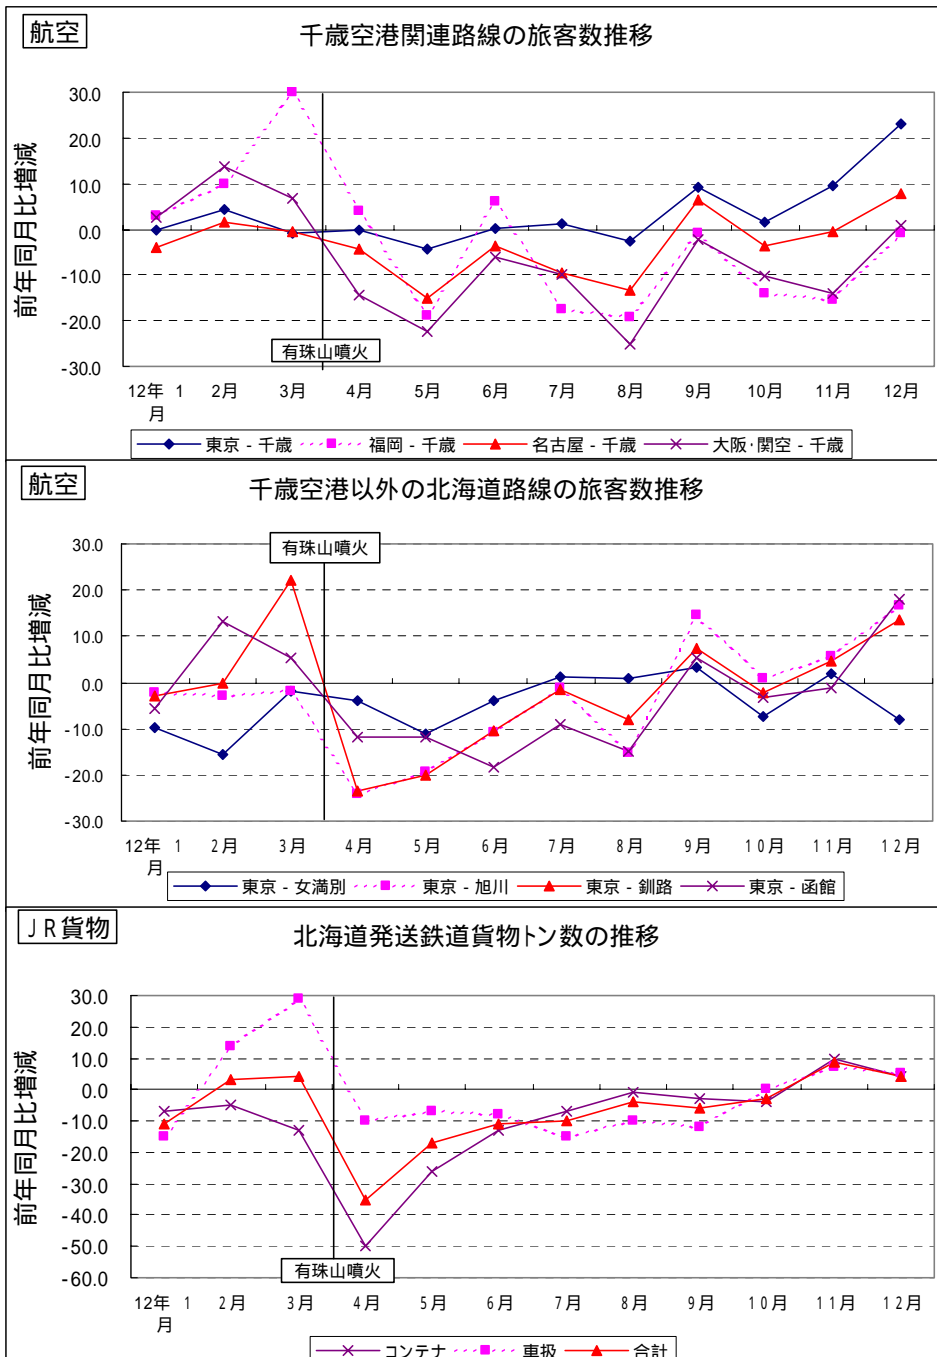 航空
千歳空港関連路線の旅客数推移
前年同月比増減
30.0
20.0
10.0
0.0
-10.0
-20.0
-30.0
有珠山噴火
12年 1月 2月 3月 4月 5月 6月 7月 8月 9月 10月 11月 12月
東京 - 千歳 福岡 - 千歳 名古屋 - 千歳 大阪・関空 - 千歳
航空
千歳空港以外の北海道路線の旅客数推移
前年同月比増減
有珠山噴火
30.0
20.0
10.0
0.0
-10.0
-20.0
-30.0
12年 1月 2月 3月 4月 5月 6月 7月 8月 9月 10月 11月 12月
東京 - 女満別 東京 - 旭川 東京 - 釧路 東京 - 函館
JR貨物
北海道発送鉄道貨物トン数の推移
前年同月比増減
30.0
20.0
10.0
0.0
-10.0
-20.0
-30.0
-40.0
-50.0
-60.0
有珠山噴火
12年 1月 2月 3月 4月 5月 6月 7月 8月 9月 10月 11月 12月
コンテナ 車扱 合計